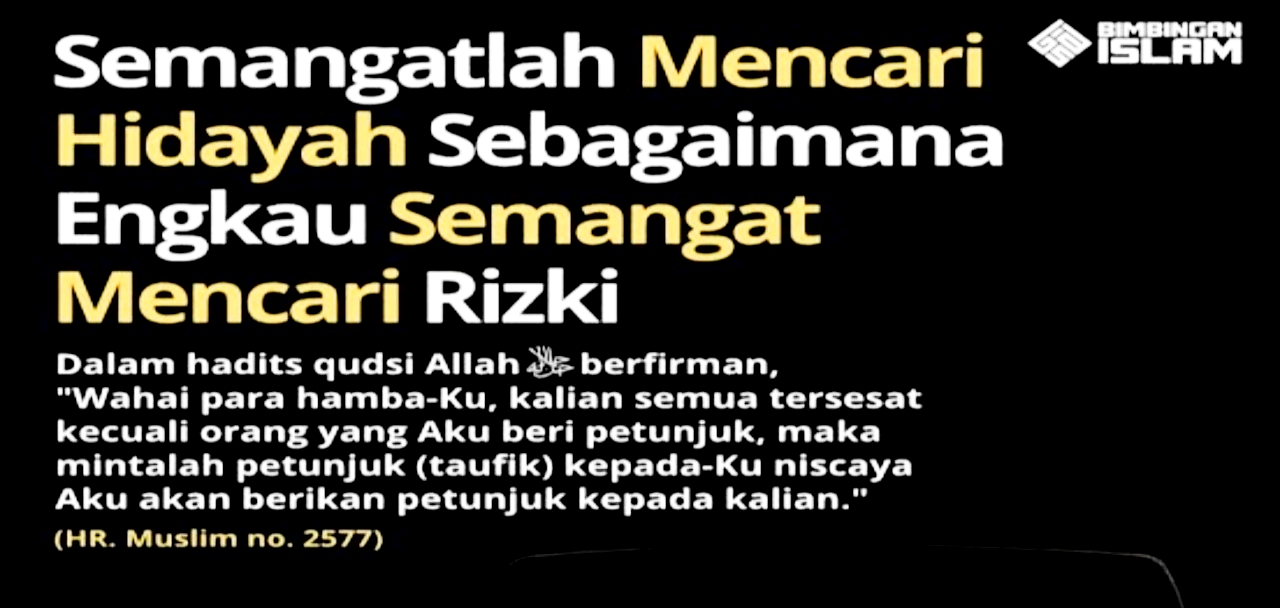 Semangatlah Mencari
Hidayah Sebagaimana
Engkau Semangat
Mencari Rizki
BIMBINGAN
ISLAM
Dalam hadits qudsi Allah ﷻ berfirman,
"Wahai para hamba-Ku, kalian semua tersesat
kecuali orang yang Aku beri petunjuk, maka
mintalah petunjuk (taufik) kepada-Ku niscaya
Aku akan berikan petunjuk kepada kalian."
(HR. Muslim no. 2577)